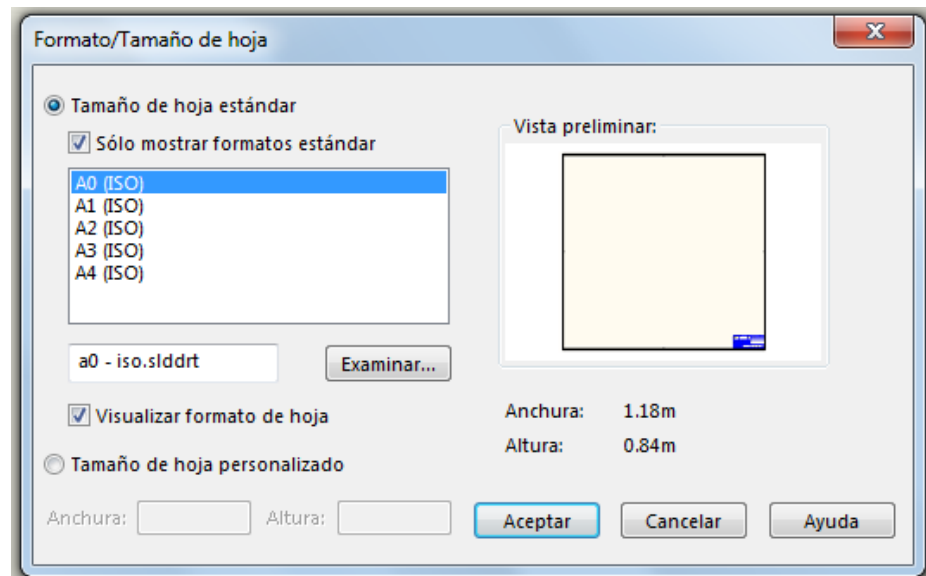 Formato/Tamaño de hoja
Tamaño de hoja estándar
Sólo mostrar formatos estándar
A0 (ISO)
A1 (ISO)
A2 (ISO)
A3 (ISO)
A4 (ISO)
a0 - iso.slddrt
Examinar...
Visualizar formato de hoja
Tamaño de hoja personalizado
Anchura:
Altura:
Vista preliminar:
Anchura: 1.18m
Altura: 0.84m
Aceptar
Cancelar
Ayuda